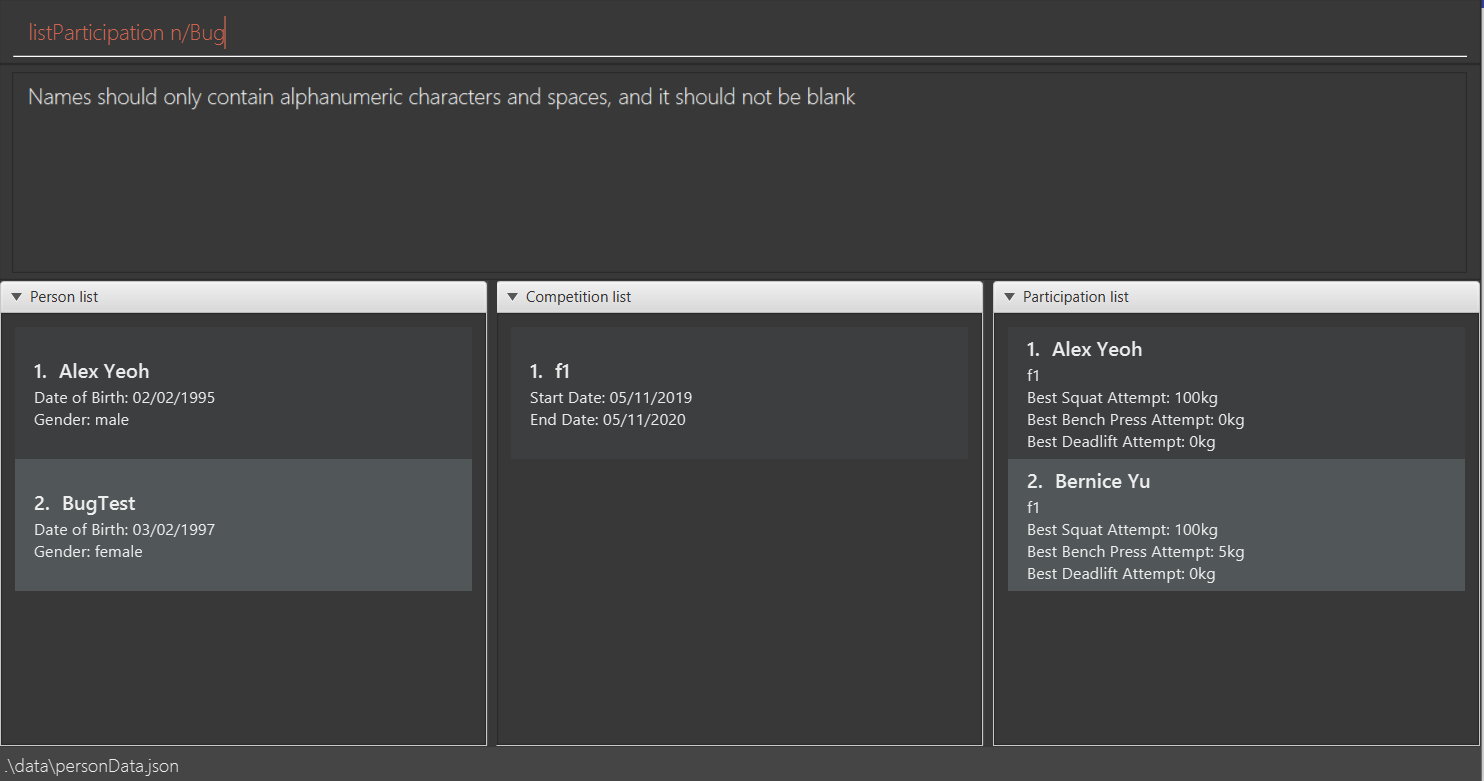 listParticipation n/Bug
Names should only contain alphanumeric characters and spaces, and it should not be blank
Person list
1. Alex Yeoh
Date of Birth: 02/02/1995
Gender: male
2. BugTest
Date of Birth: 03/02/1997
Gender: female
Competition list
1. f1
Start Date: 05/11/2019
End Date: 05/11/2020
Participation list
1. Alex Yeoh
f1
Best Squat Attempt: 100kg
Best Bench Press Attempt: 0kg
Best Deadlift Attempt: 0kg
2. Bernice Yu
f1
Best Squat Attempt: 100kg
Best Bench Press Attempt: 5kg
Best Deadlift Attempt: 0kg
.\data\personData.json